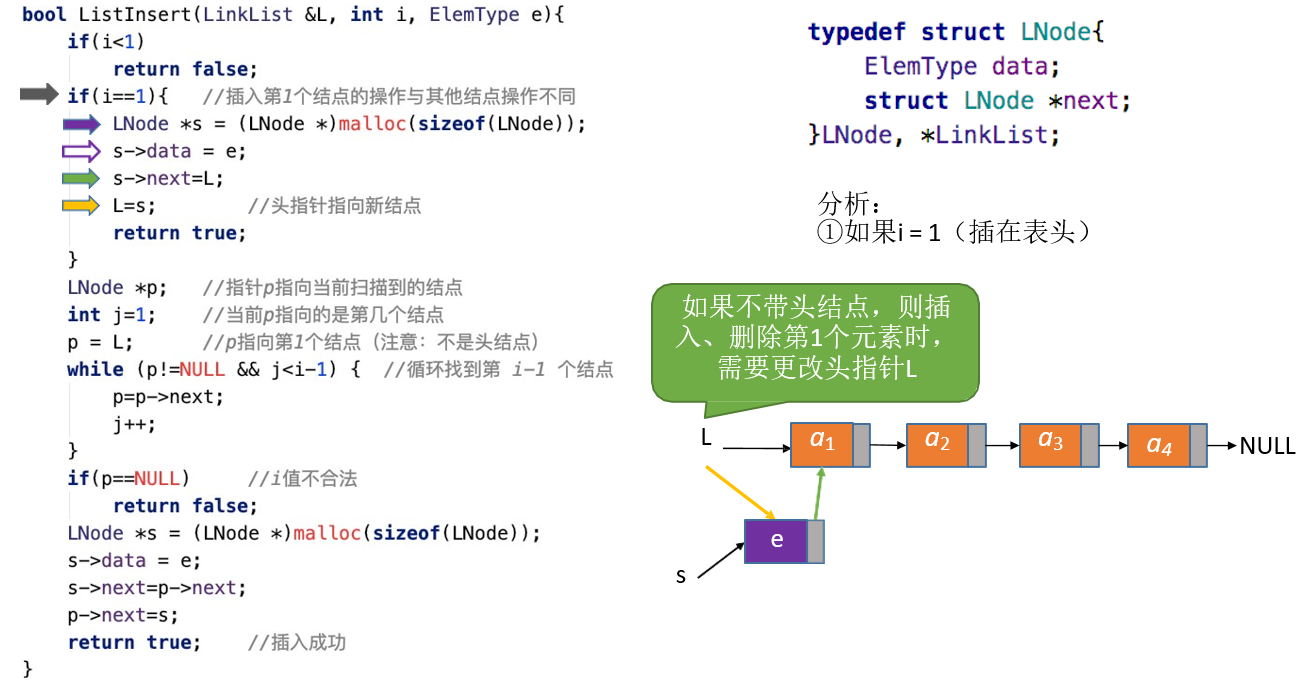 bool ListInsert(LinkList &L, int i, ElemType e){
if(i<1)
return false;
if(i==1){ //插入第1个结点的操作与其他结点操作不同
LNode *s = (LNode *)malloc(sizeof(LNode));
s->data = e;
s->next=L;
L=s; //头指针指向新结点
return true;
}
LNode *p; //指针p指向当前扫描到的结点
int j=1; //当前p指向的是第几个结点
p = L; //p指向第1个结点（注意：不是头结点）
while (p!=NULL && j<i-1) { //循环找到第 i-1 个结点
p=p->next;
j++;
}
if(p==NULL) //i值不合法
return false;
LNode *s = (LNode *)malloc(sizeof(LNode));
s->data = e;
s->next=p->next;
p->next=s;
return true; //插入成功
}
typedef struct LNode{
ElemType data;
struct LNode *next;
}LNode, *LinkList;
分析：
①如果i = 1（插在表头）
如果不带头结点，则插
入、删除第1个元素时，
需要更改头指针L
L
a1 a2 a3 a4 NULL
e
s